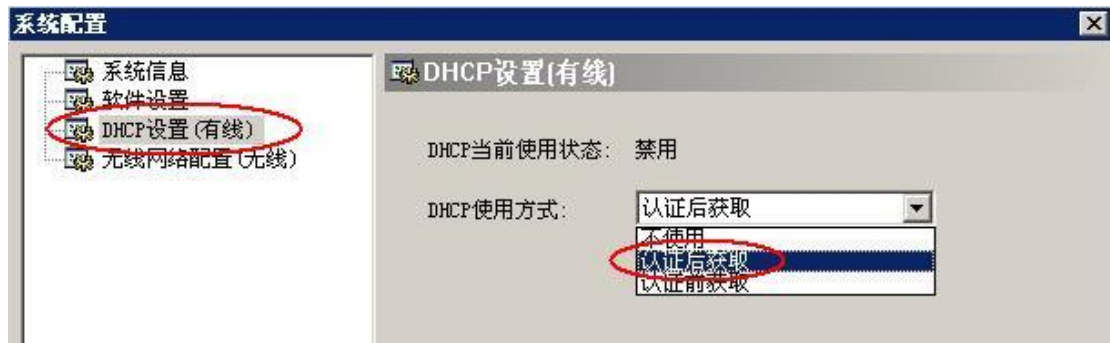 系统配置
系统信息
软件设置
DHCP设置(有线)
无线网络配置(无线)
DHCP设置(有线)
DHCP当前使用状态: 禁用
DHCP使用方式: 认证后获取
不使用
认证后获取
认证前获取